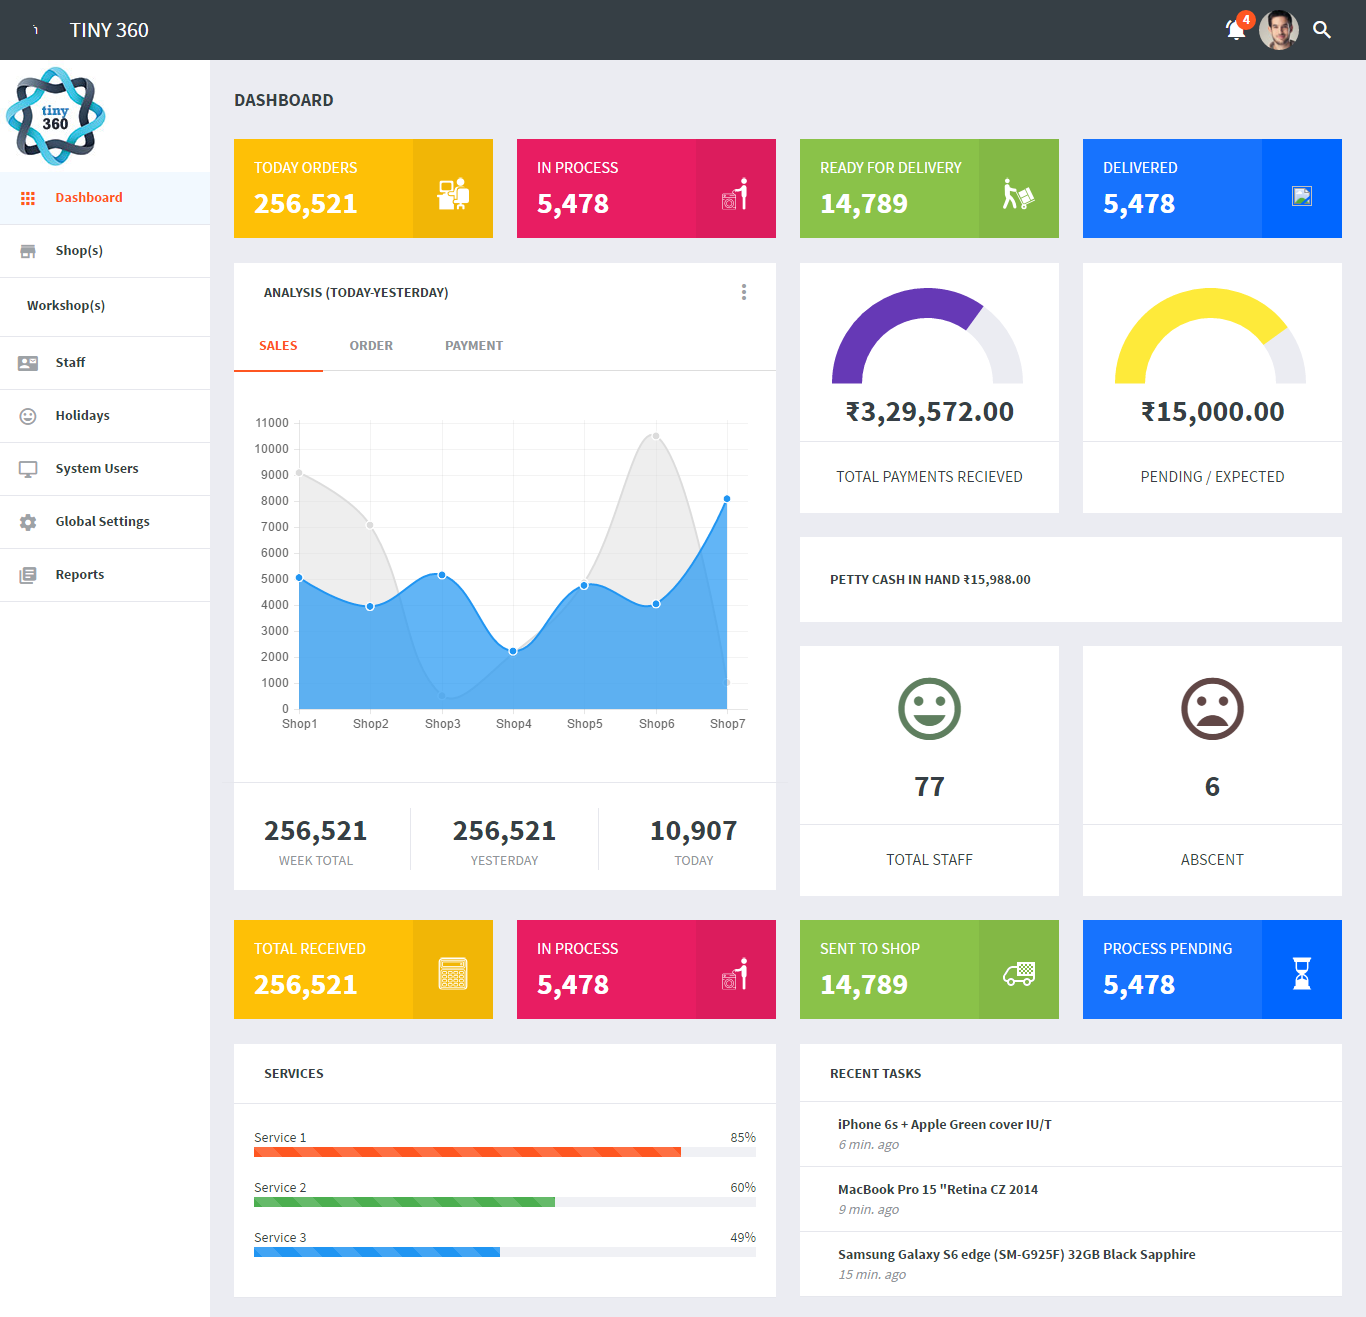 TINY 360
4
tiny
360
Dashboard
Shop(s)
Workshop(s)
Staff
Holidays
System Users
Global Settings
Reports
DASHBOARD
TODAY ORDERS
256,521
IN PROCESS
5,478
READY FOR DELIVERY
14,789
DELIVERED
5,478
ANALYSIS (TODAY-YESTERDAY)
SALES
ORDER
PAYMENT
11000
10000
9000
8000
7000
6000
5000
4000
3000
2000
1000
0
Shop1
Shop2
Shop3
Shop4
Shop5
Shop6
Shop7
256,521
WEEK TOTAL
256,521
YESTERDAY
10,907
TODAY
₹3,29,572.00
TOTAL PAYMENTS RECIEVED
₹15,000.00
PENDING / EXPECTED
PETTY CASH IN HAND ₹15,988.00
77
TOTAL STAFF
6
ABSCENT
TOTAL RECEIVED
256,521
IN PROCESS
5,478
SENT TO SHOP
14,789
PROCESS PENDING
5,478
SERVICES
Service 1 85%
Service 2 60%
Service 3 49%
RECENT TASKS
iPhone 6s + Apple Green cover IU/T
6 min. ago
MacBook Pro 15 "Retina CZ 2014
9 min. ago
Samsung Galaxy S6 edge (SM-G925F) 32GB Black Sapphire
15 min. ago